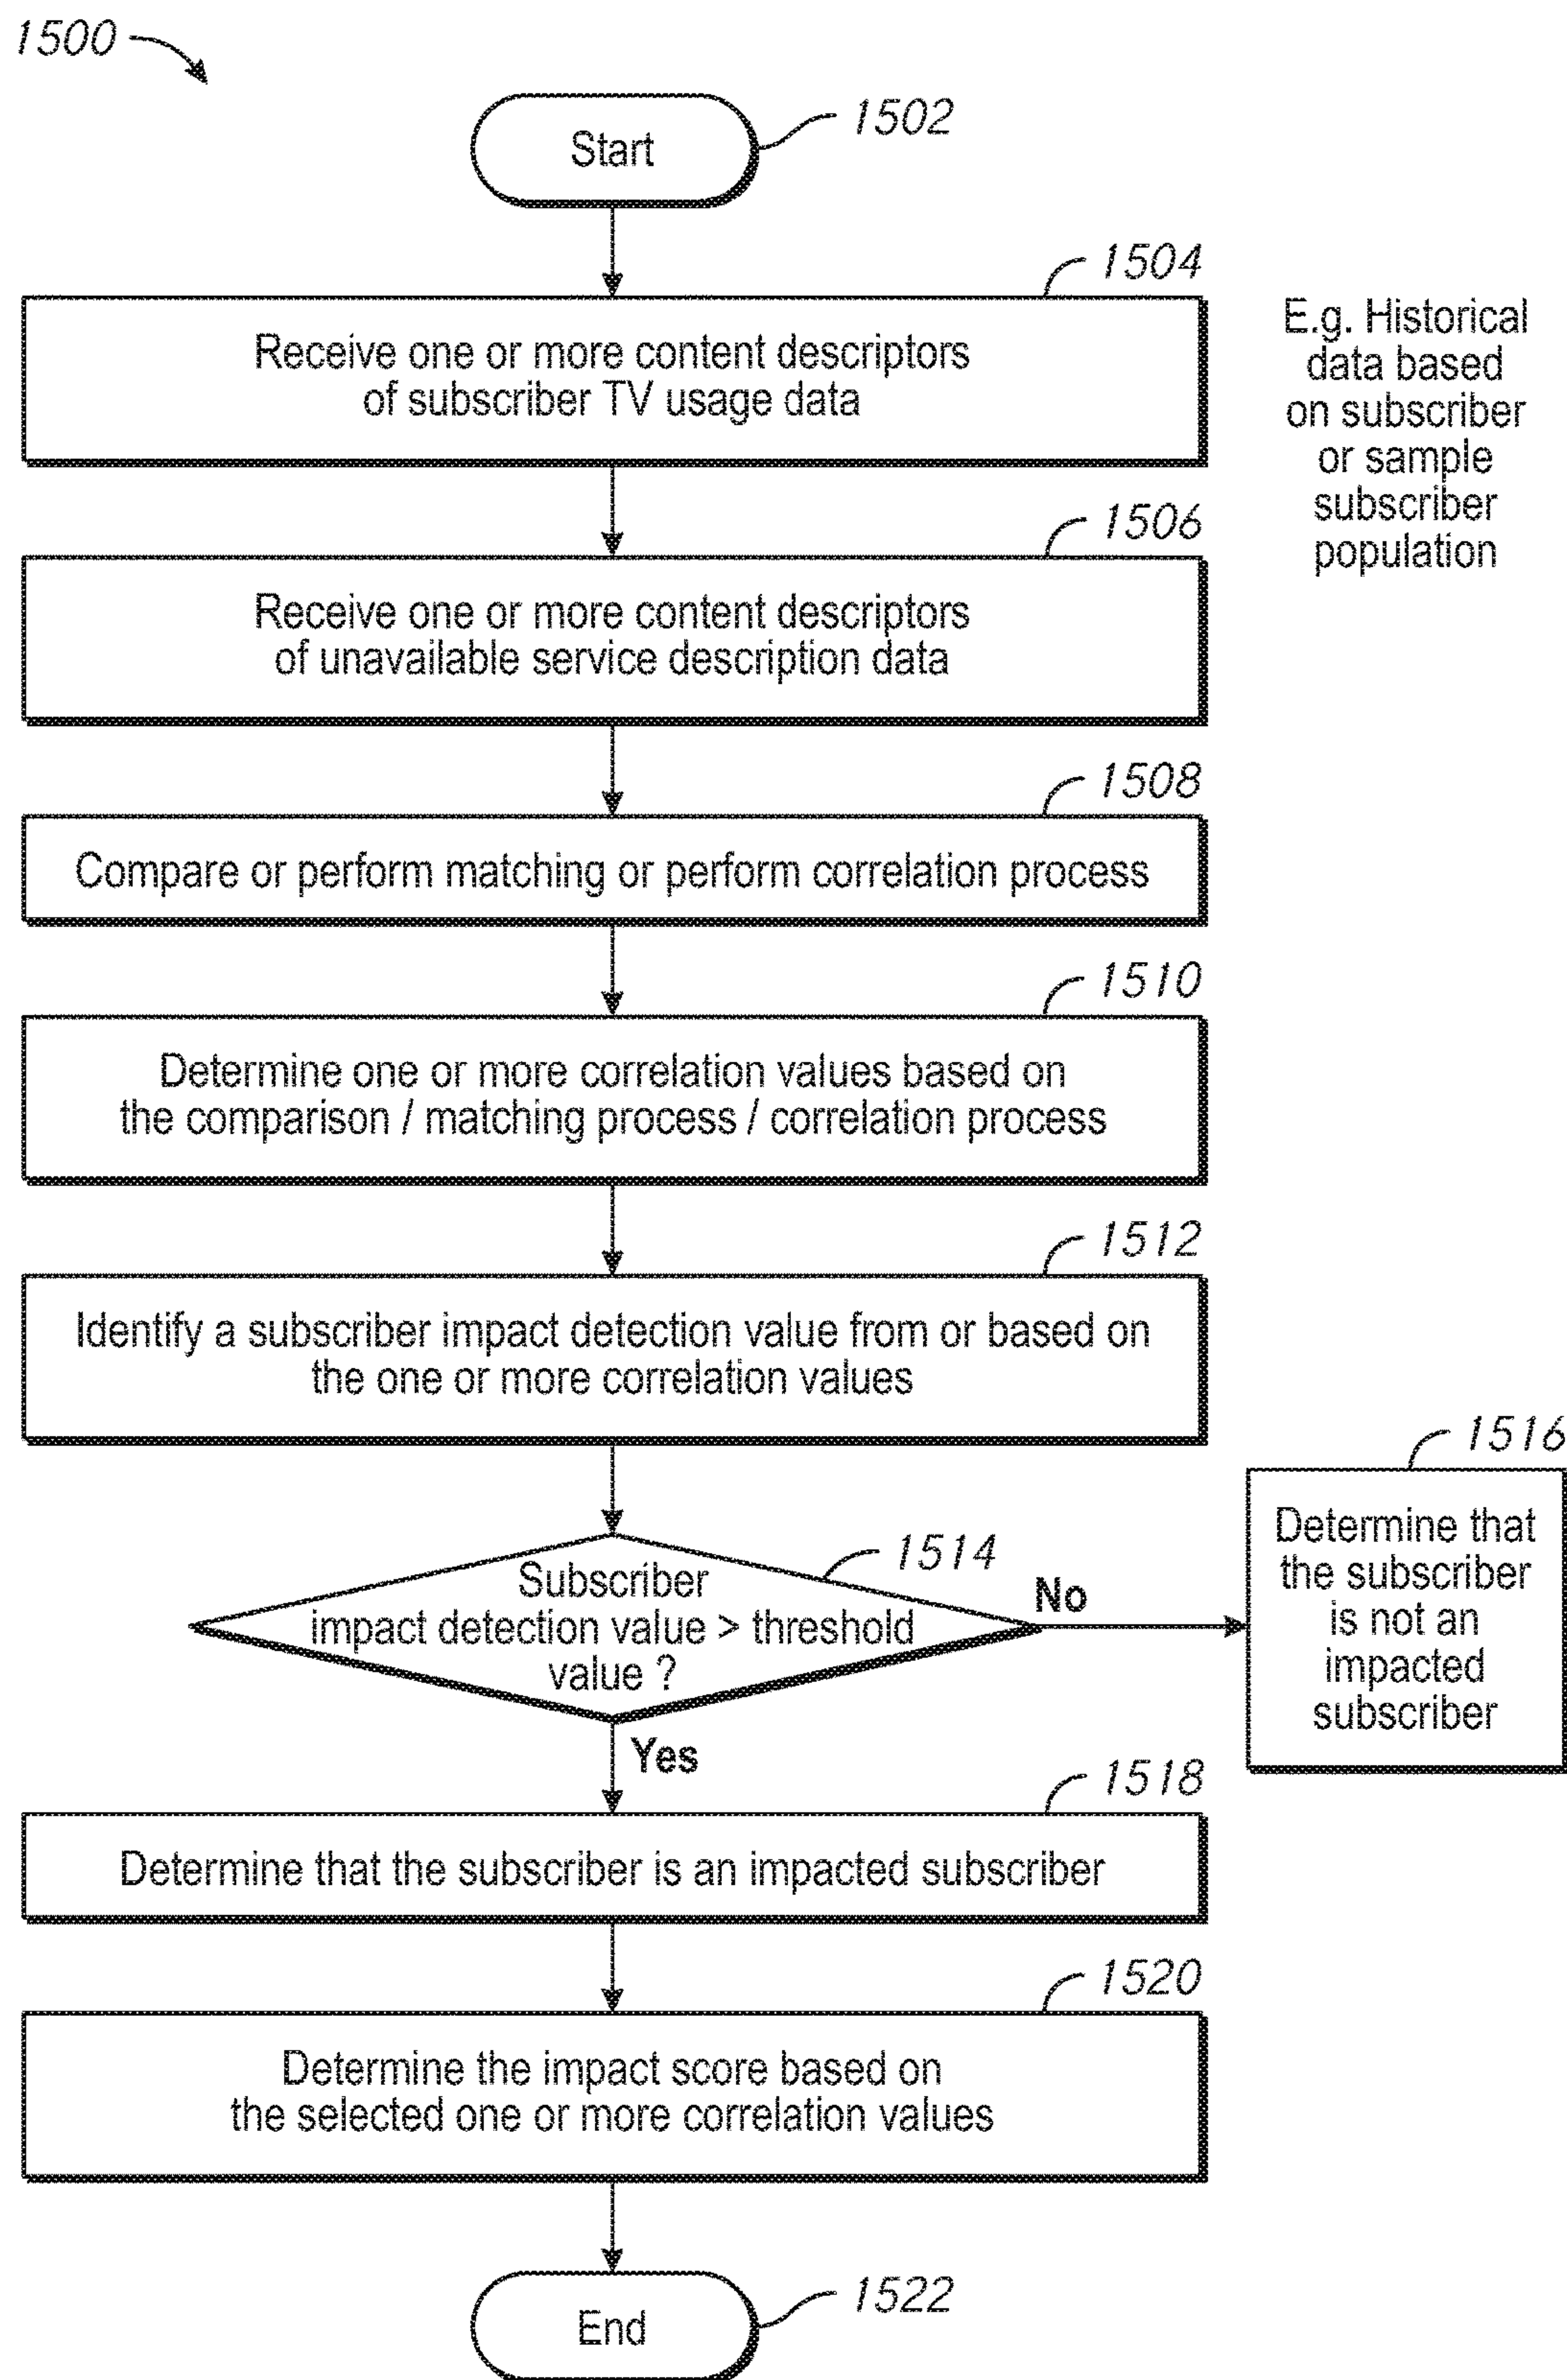 1500
Start
1502
1504
Receive one or more content descriptors
of subscriber TV usage data
E.g. Historical
data based
on subscriber
or sample
subscriber
population
1506
Receive one or more content descriptors
of unavailable service description data
1508
Compare or perform matching or perform correlation process
1510
Determine one or more correlation values based on
the comparison / matching process / correlation process
1512
Identify a subscriber impact detection value from or based on
the one or more correlation values
1514
Subscriber
impact detection value > threshold
value ?
No
1516
Determine that
the subscriber
is not an
impacted
subscriber
Yes
1518
Determine that the subscriber is an impacted subscriber
1520
Determine the impact score based on
the selected one or more correlation values
End
1522